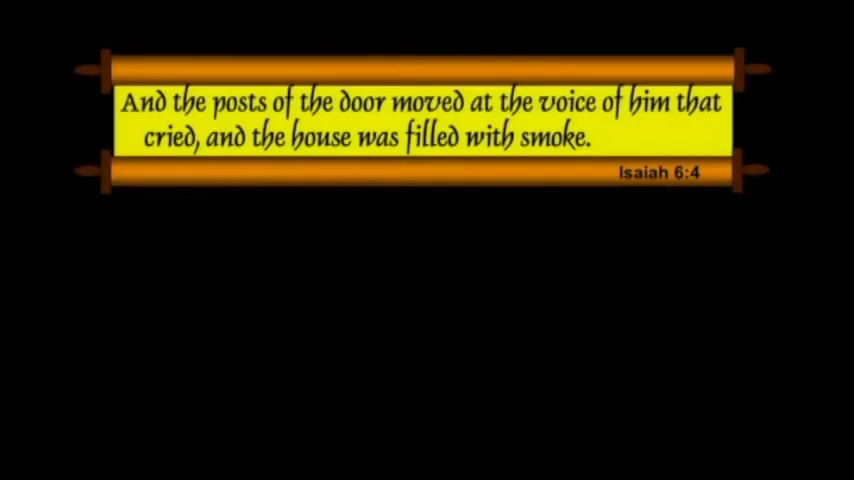 And the posts of the door moved at the voice of him that
cried, and the house was filled with smoke.
Isaiah 6:4